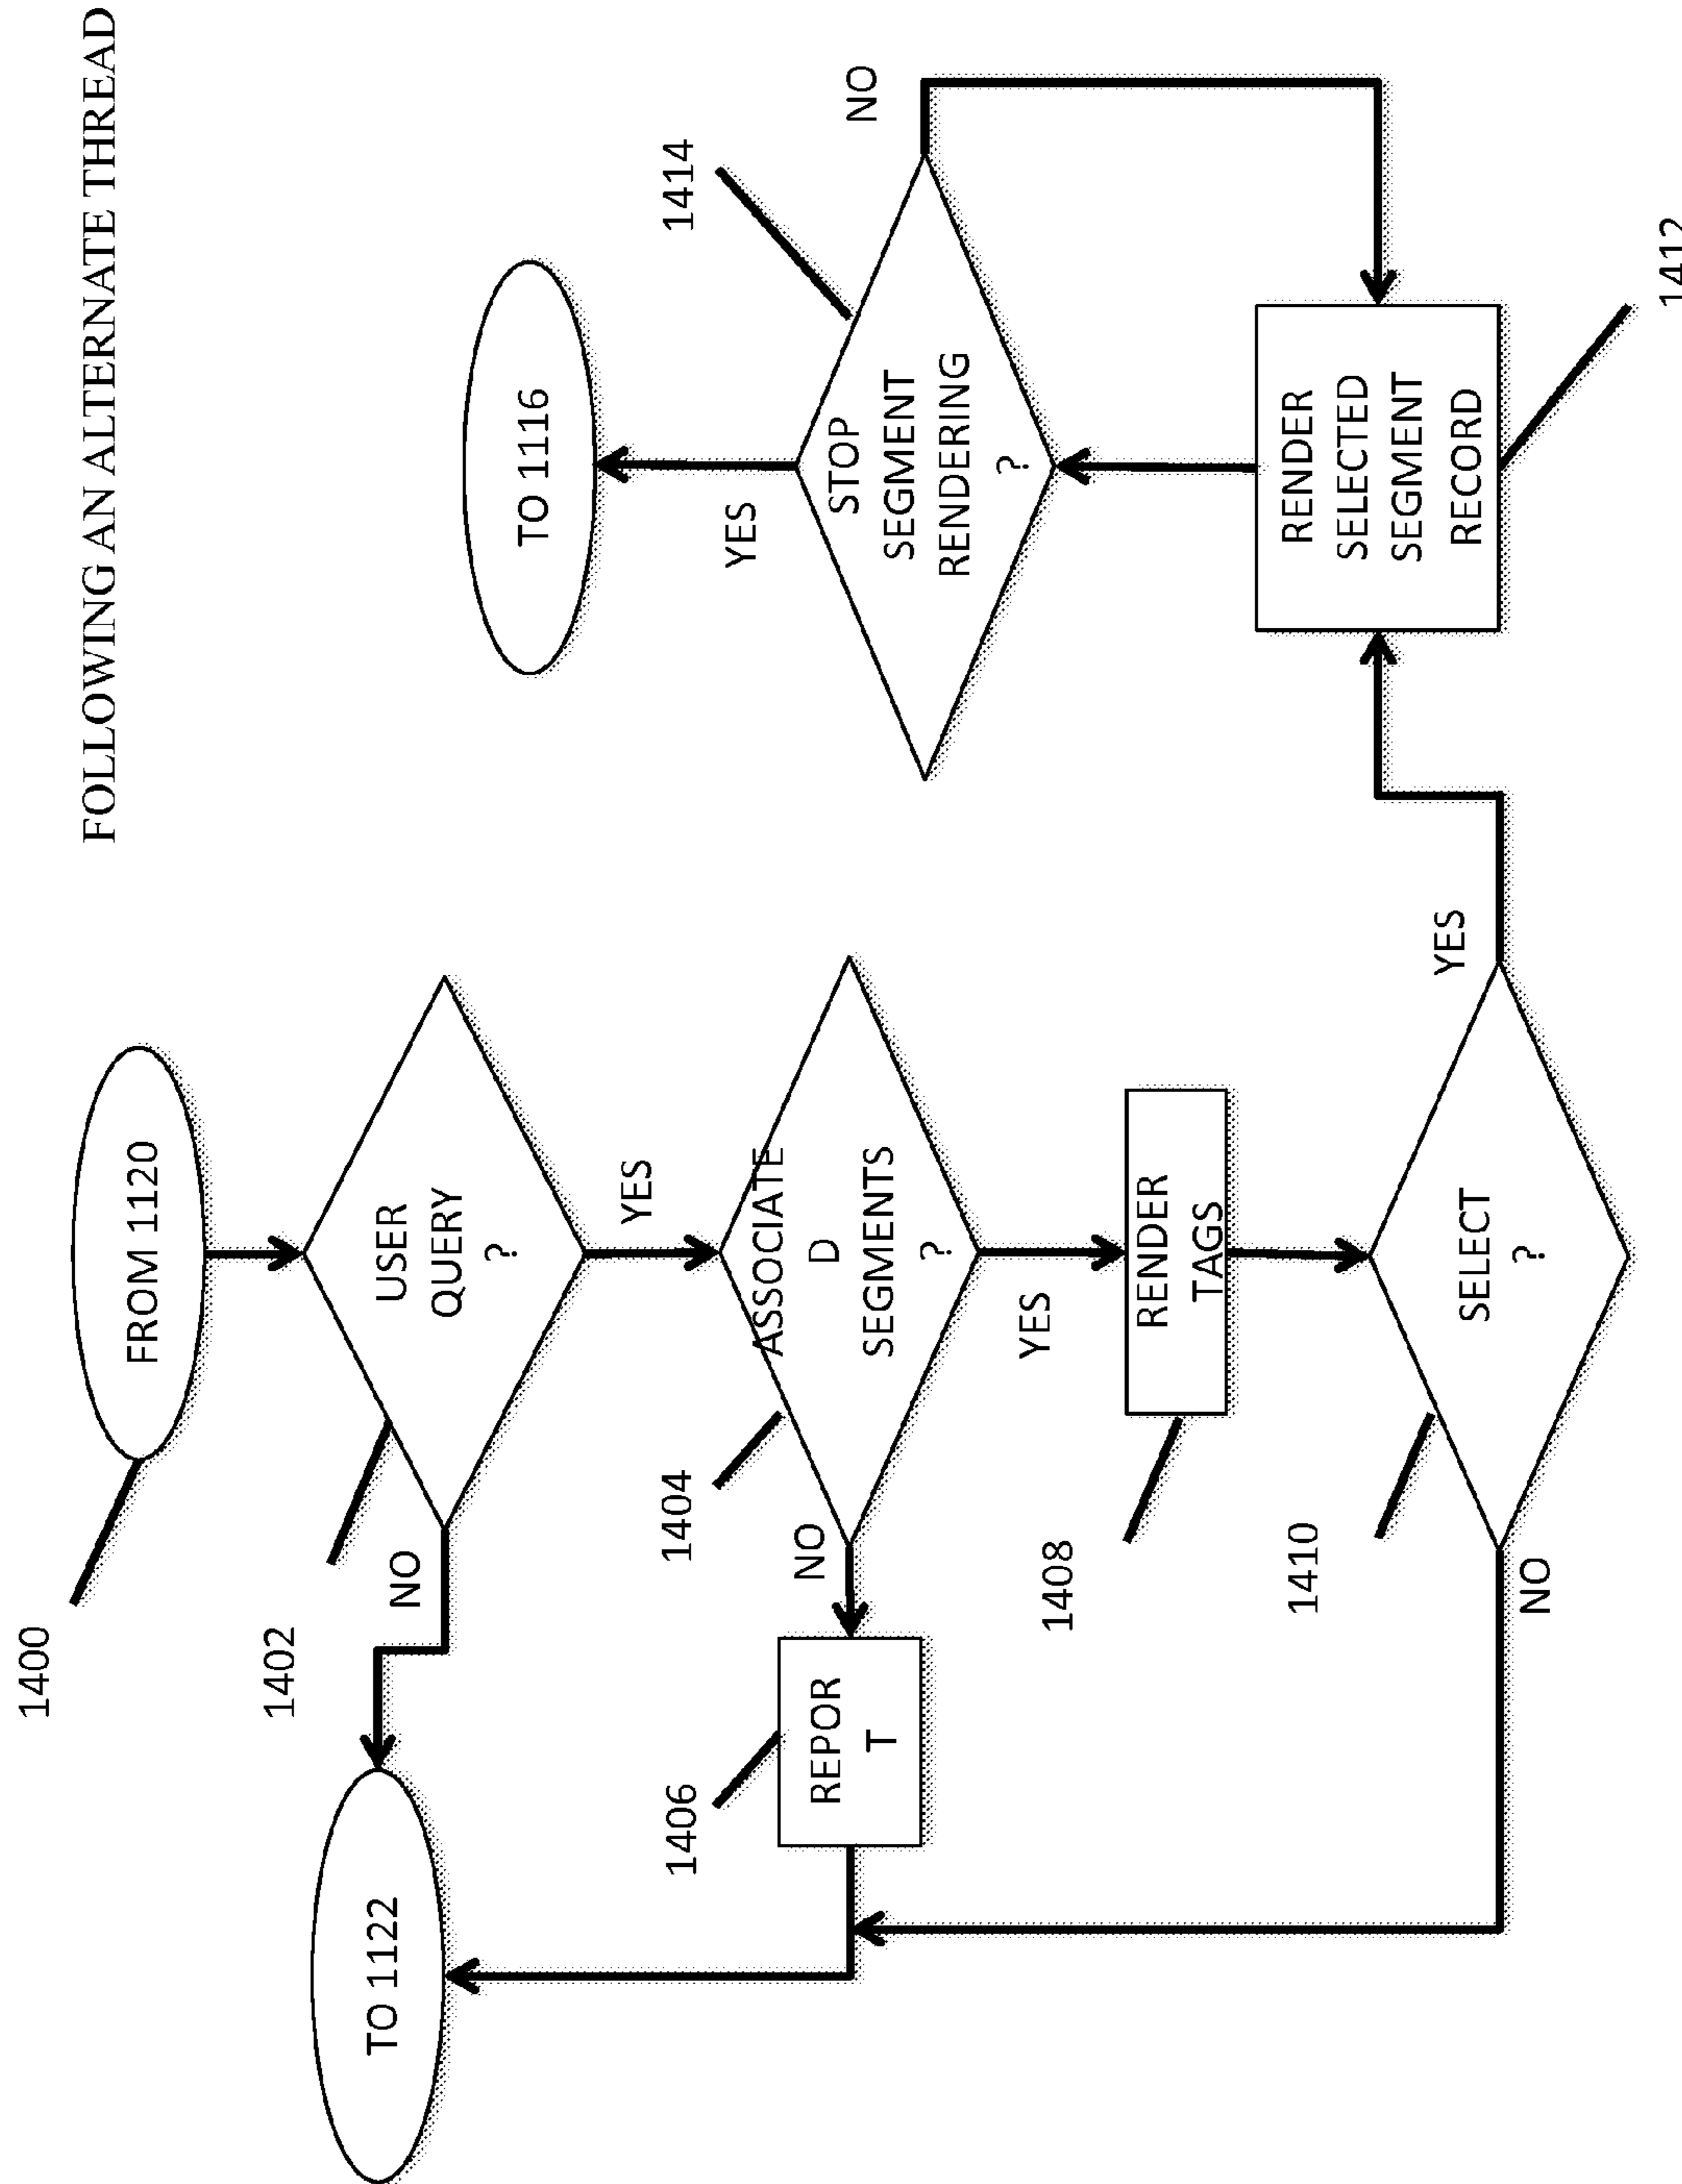 FOLLOWING AN ALTERNATE THREAD
1400
FROM 1120
1402
USER
QUERY
?
NO
YES
TO 1122
1404
ASSOCIATE
D
SEGMENTS
?
NO
YES
1406
REPOR
T
1408
RENDER
TAGS
1410
SELECT
?
NO
YES
TO 1116
YES
1414
STOP
SEGMENT
RENDERING
?
NO
RENDER
SELECTED
SEGMENT
RECORD
1412